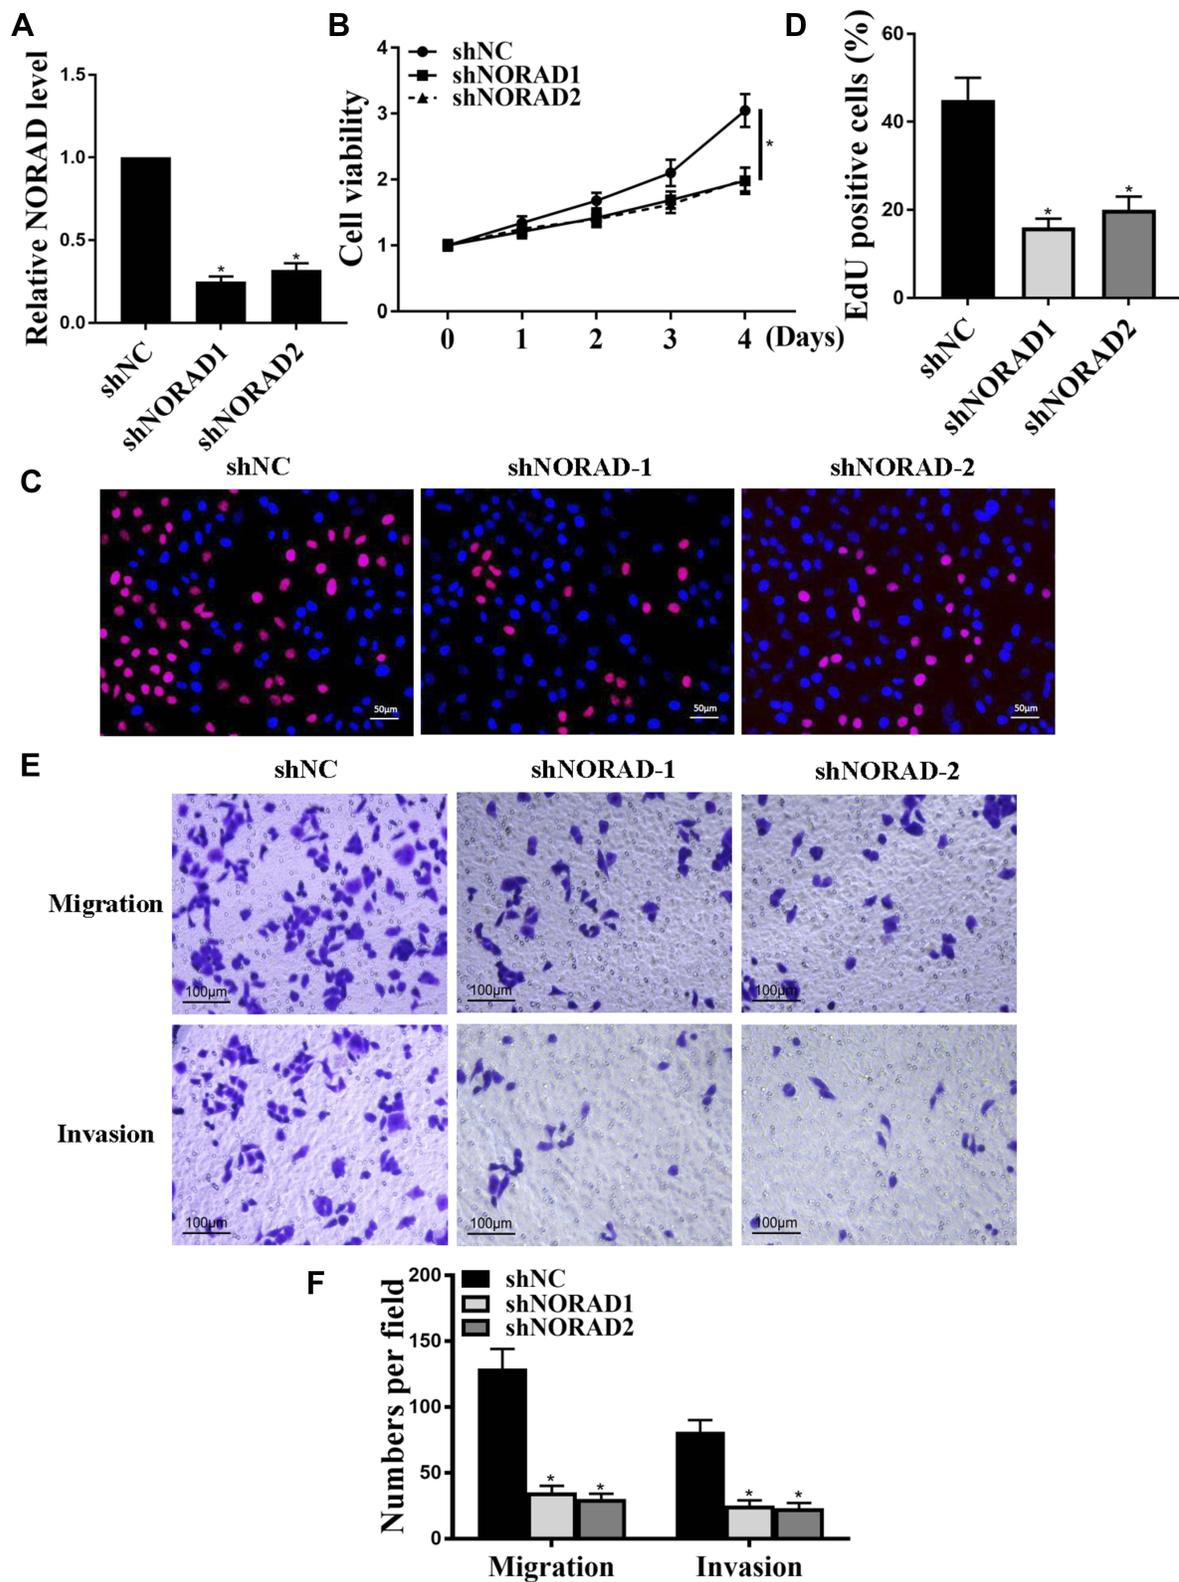 A
Relative NORAD level
1.5
1.0
0.5
0.0
*
*
shNC
shNORAD1
shNORAD2
B
Cell viability
4
3
2
1
0
shNC
shNORAD1
shNORAD2
*
0 1 2 3 4 (Days)
D
EdU positive cells (%)
60
40
20
0
*
*
shNC
shNORAD1
shNORAD2
C
shNC shNORAD-1 shNORAD-2
50μm 50μm 50μm
E
shNC shNORAD-1 shNORAD-2
Migration
100μm 100μm 100μm
Invasion
100μm 100μm 100μm
F
Numbers per field
200
150
100
50
0
shNC
shNORAD1
shNORAD2
* * * *
Migration Invasion